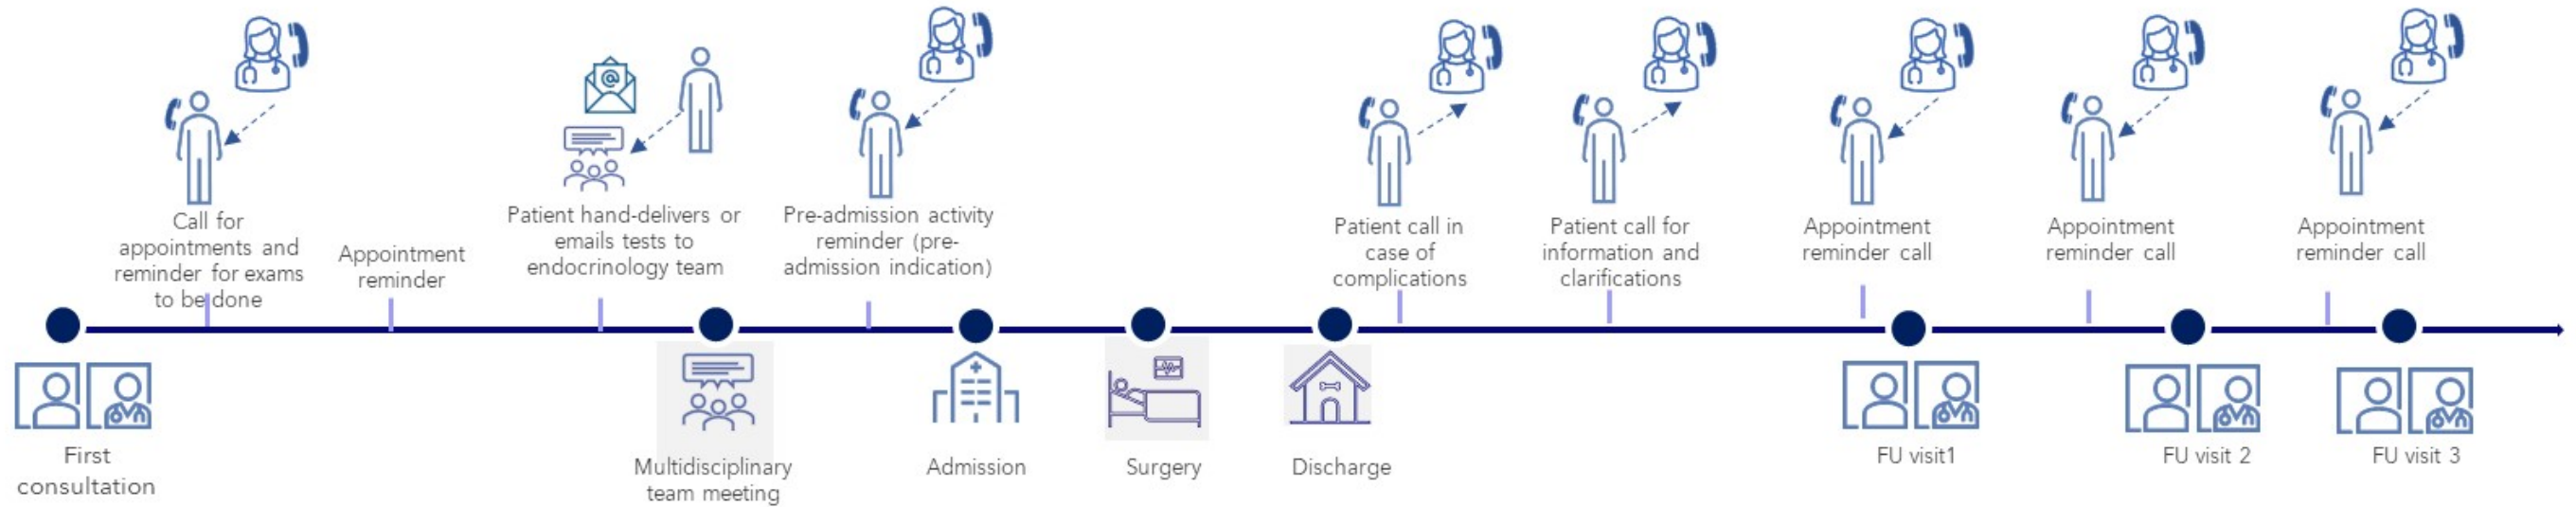 Call for
appointments and
reminder for exams
to be done
Appointment
reminder
@
Patient hand-delivers or
emails tests to
endocrinology team
Pre-admission activity
reminder (pre-
admission indication)
Patient call in
case of
complications
Patient call for
information and
clarifications
Appointment
reminder call
Appointment
reminder call
Appointment
reminder call
First
consultation
Multidisciplinary
team meeting
Admission
Surgery
Discharge
FU visit1
FU visit 2
FU visit 3